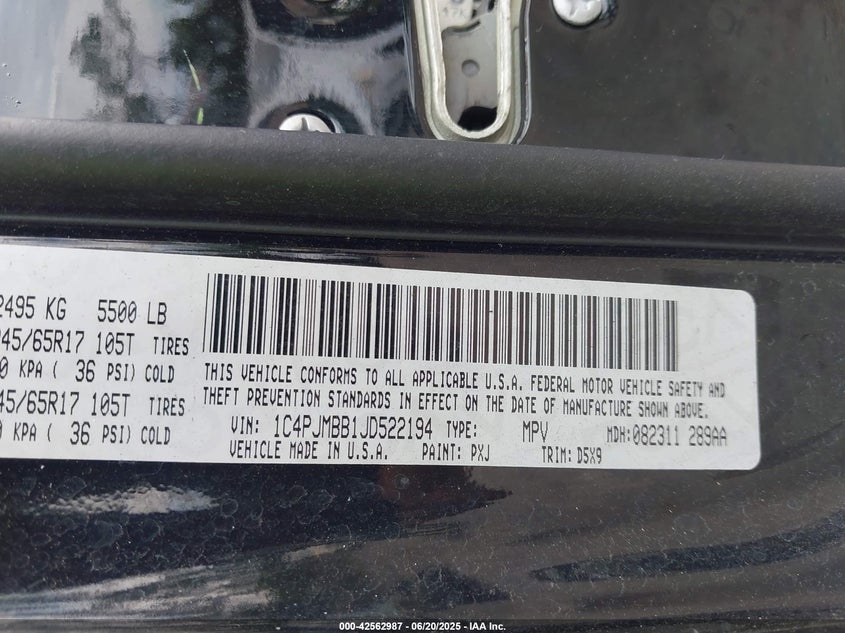 2495 KG 5500 LB
45/65R17 105T TIRES
0 KPA ( 36 PSI) COLD
45/65R17 105T TIRES
0 KPA ( 36 PSI) COLD
THIS VEHICLE CONFORMS TO ALL APPLICABLE U.S.A. FEDERAL MOTOR VEHICLE SAFETY AND
THEFT PREVENTION STANDARDS IN EFFECT ON THE DATE OF MANUFACTURE SHOWN ABOVE.
VIN: 1C4PJMBB1JD522194 TYPE: MPV MDH:082311 289AA
VEHICLE MADE IN U.S.A. PAINT: PXJ TRIM: D5X9
000-42562987 - 06/20/2025 - IAA Inc.